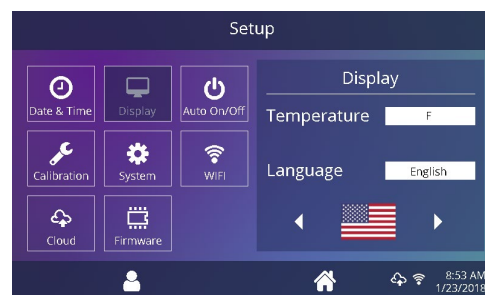 Setup
Date & Time
Display
Auto On/Off
Calibration
System
WIFI
Cloud
Firmware
Display
Temperature F
Language English
8:53 AM
1/23/2018